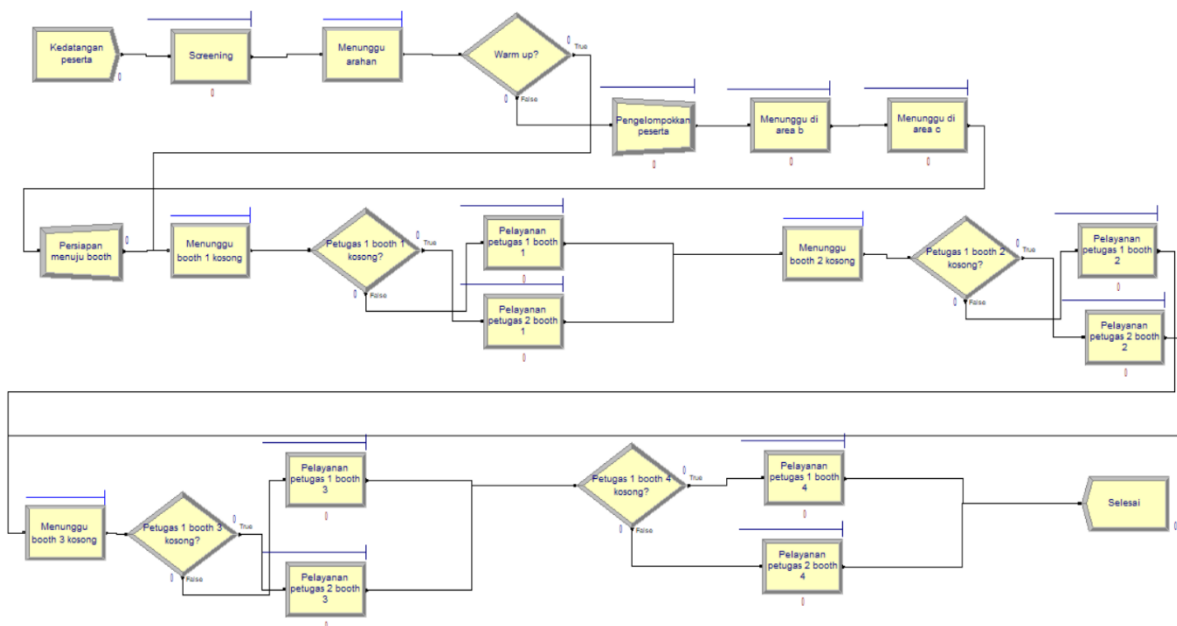 Kedatangan
peserta
0
Screening
0
Menunggu
arahan
Warm up?
0
True
0
False
Pengelompokkan
peserta
0
Menunggu di
area b
0
Menunggu di
area c
0
Persiapan
menuju booth
0
Menunggu
booth 1 kosong
Petugas 1 booth 1
kosong?
0
True
0
False
Pelayanan
petugas 1 booth
1
0
Pelayanan
petugas 2 booth
1
0
Menunggu
booth 2 kosong
Petugas 1 booth 2
kosong?
0
True
0
False
Pelayanan
petugas 1 booth
2
0
Pelayanan
petugas 2 booth
2
0
Menunggu
booth 3 kosong
Petugas 1 booth 3
kosong?
0
True
0
False
Pelayanan
petugas 1 booth
3
0
Pelayanan
petugas 2 booth
3
0
Petugas 1 booth 4
kosong?
0
True
0
False
Pelayanan
petugas 1 booth
4
0
Pelayanan
petugas 2 booth
4
0
Selesai
0